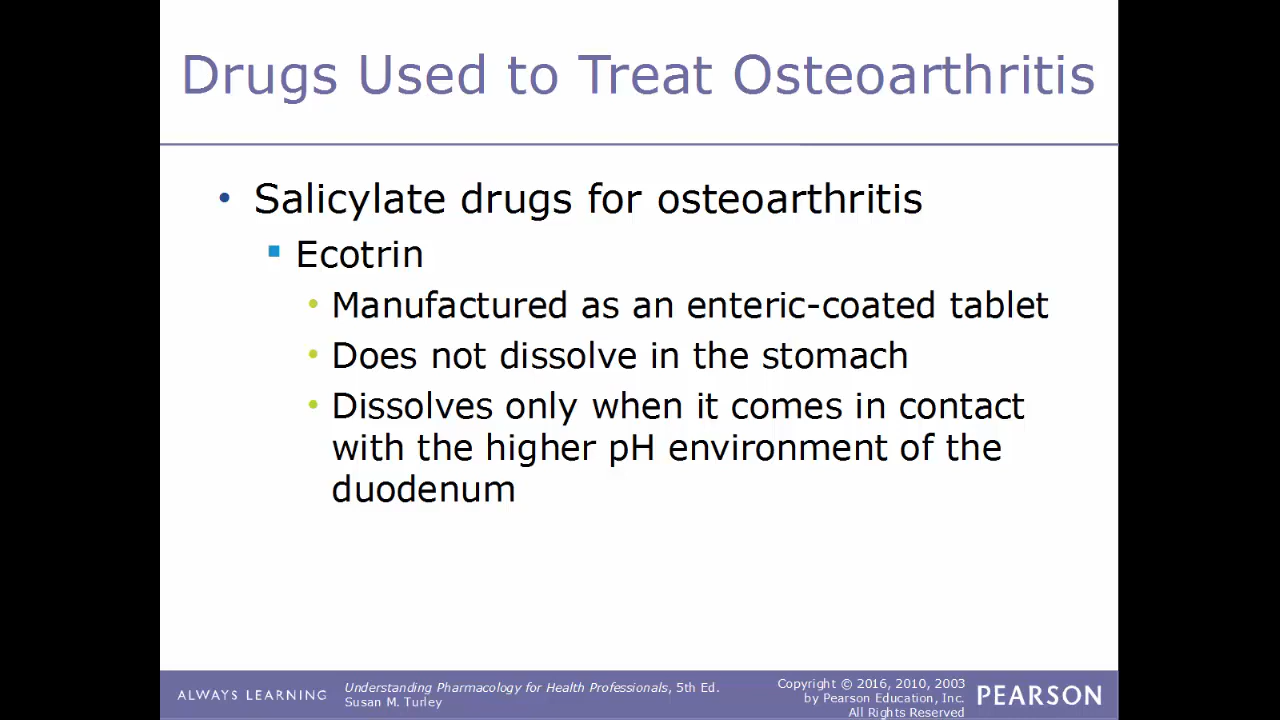 Drugs Used to Treat Osteoarthritis
• Salicylate drugs for osteoarthritis
▪ Ecotrin
• Manufactured as an enteric-coated tablet
• Does not dissolve in the stomach
• Dissolves only when it comes in contact
with the higher pH environment of the
duodenum
ALWAYS LEARNING
Understanding Pharmacology for Health Professionals, 5th Ed.
Susan M. Turley
Copyright © 2016, 2010, 2003
by Pearson Education, Inc.
All Rights Reserved
PEARSON